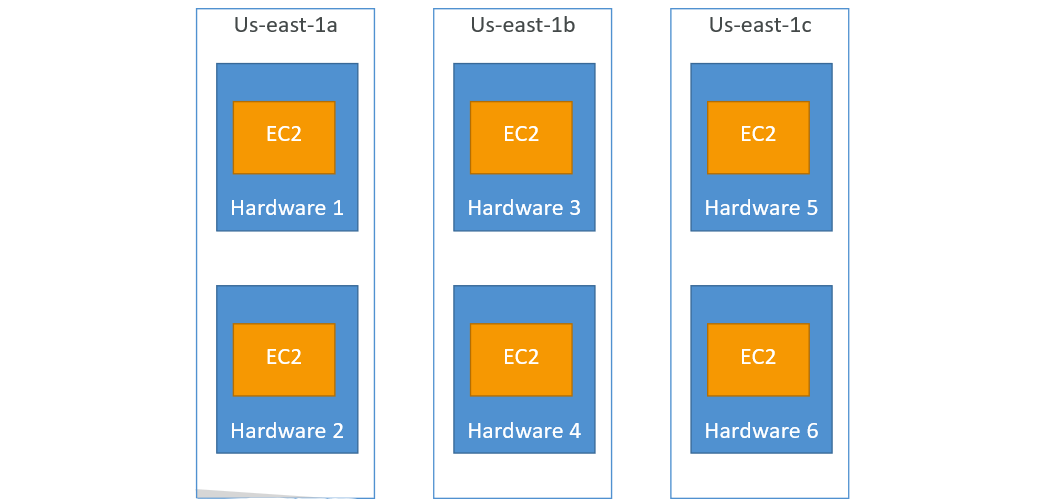 Us-east-1a
EC2
Hardware 1
EC2
Hardware 2
Us-east-1b
EC2
Hardware 3
EC2
Hardware 4
Us-east-1c
EC2
Hardware 5
EC2
Hardware 6